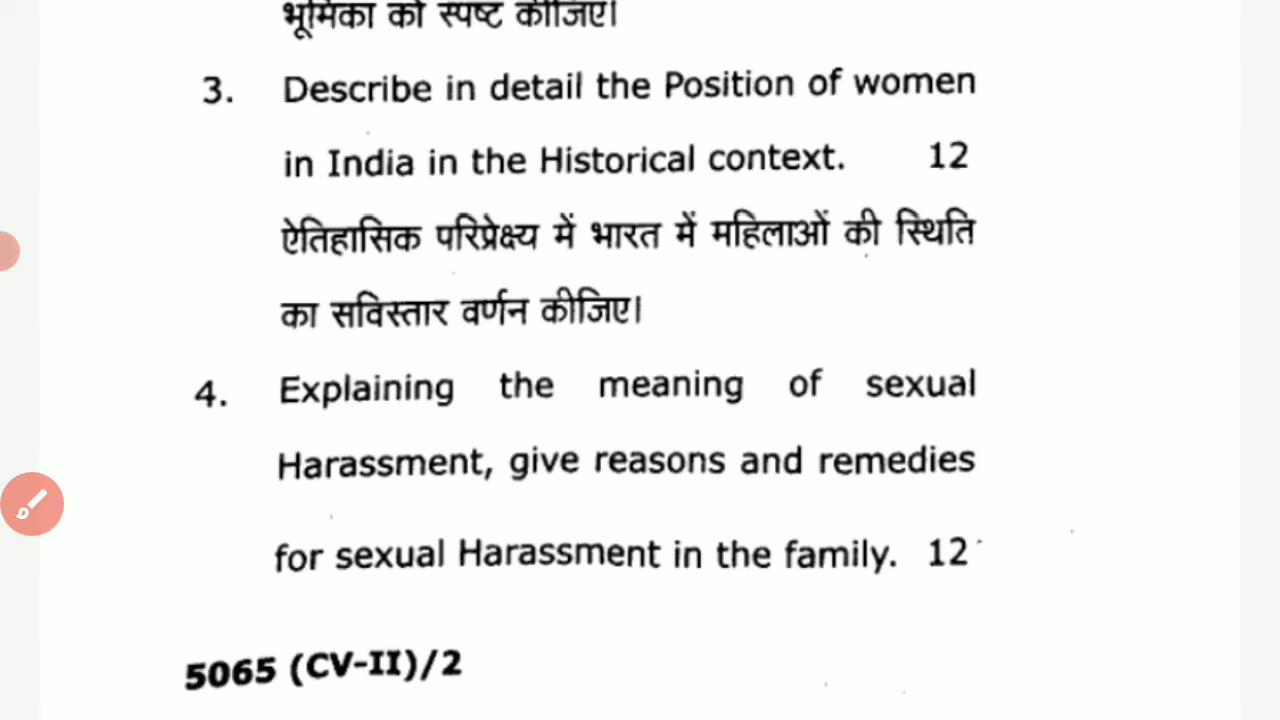 भूमिका को स्पष्ट कीजिए।
3. Describe in detail the Position of women
in India in the Historical context. 12
ऐतिहासिक परिप्रेक्ष्य में भारत में महिलाओं की स्थिति
का सविस्तार वर्णन कीजिए।
4. Explaining the meaning of sexual
Harassment, give reasons and remedies
for sexual Harassment in the family. 12
5065 (CV-II)/2